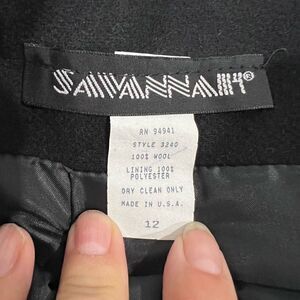 SAVANNAH®
RN 94941
STYLE 3240
100% WOOL
LINING 100%
POLYESTER
DRY CLEAN ONLY
MADE IN U.S.A.
12